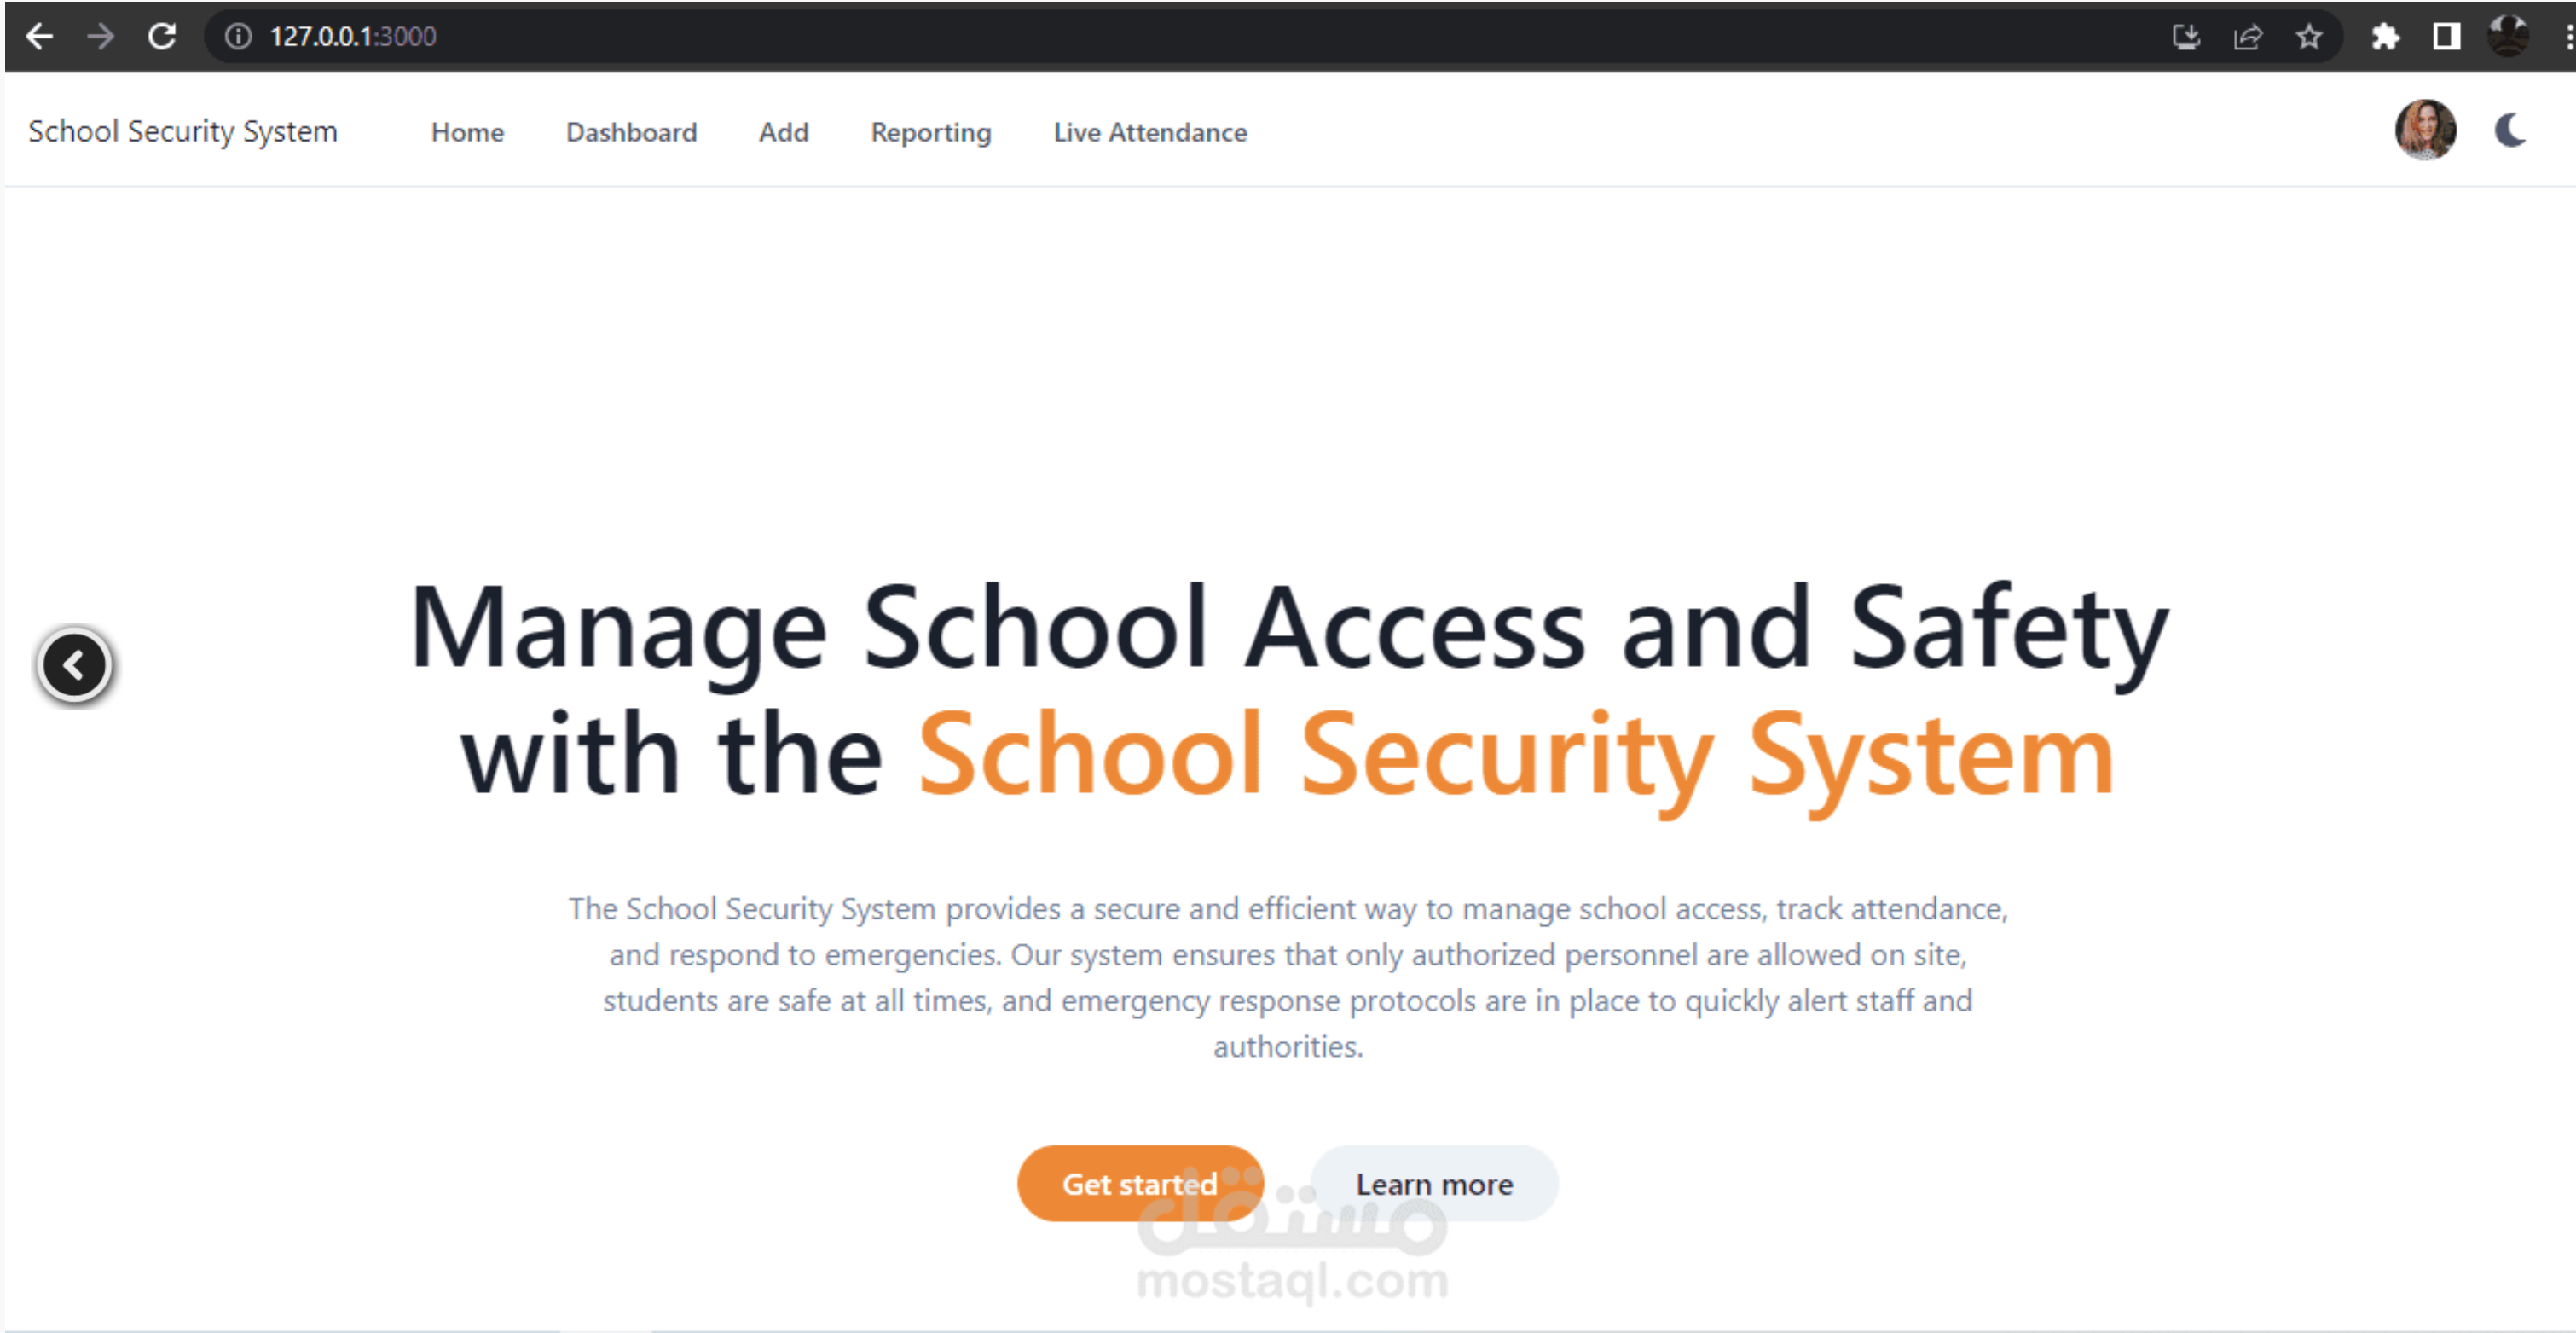 127.0.0.1:3000
School Security System Home Dashboard Add Reporting Live Attendance
Manage School Access and Safety
with the School Security System
The School Security System provides a secure and efficient way to manage school access, track attendance,
and respond to emergencies. Our system ensures that only authorized personnel are allowed on site,
students are safe at all times, and emergency response protocols are in place to quickly alert staff and
authorities.
Get started Learn more
مستقل
mostaql.com